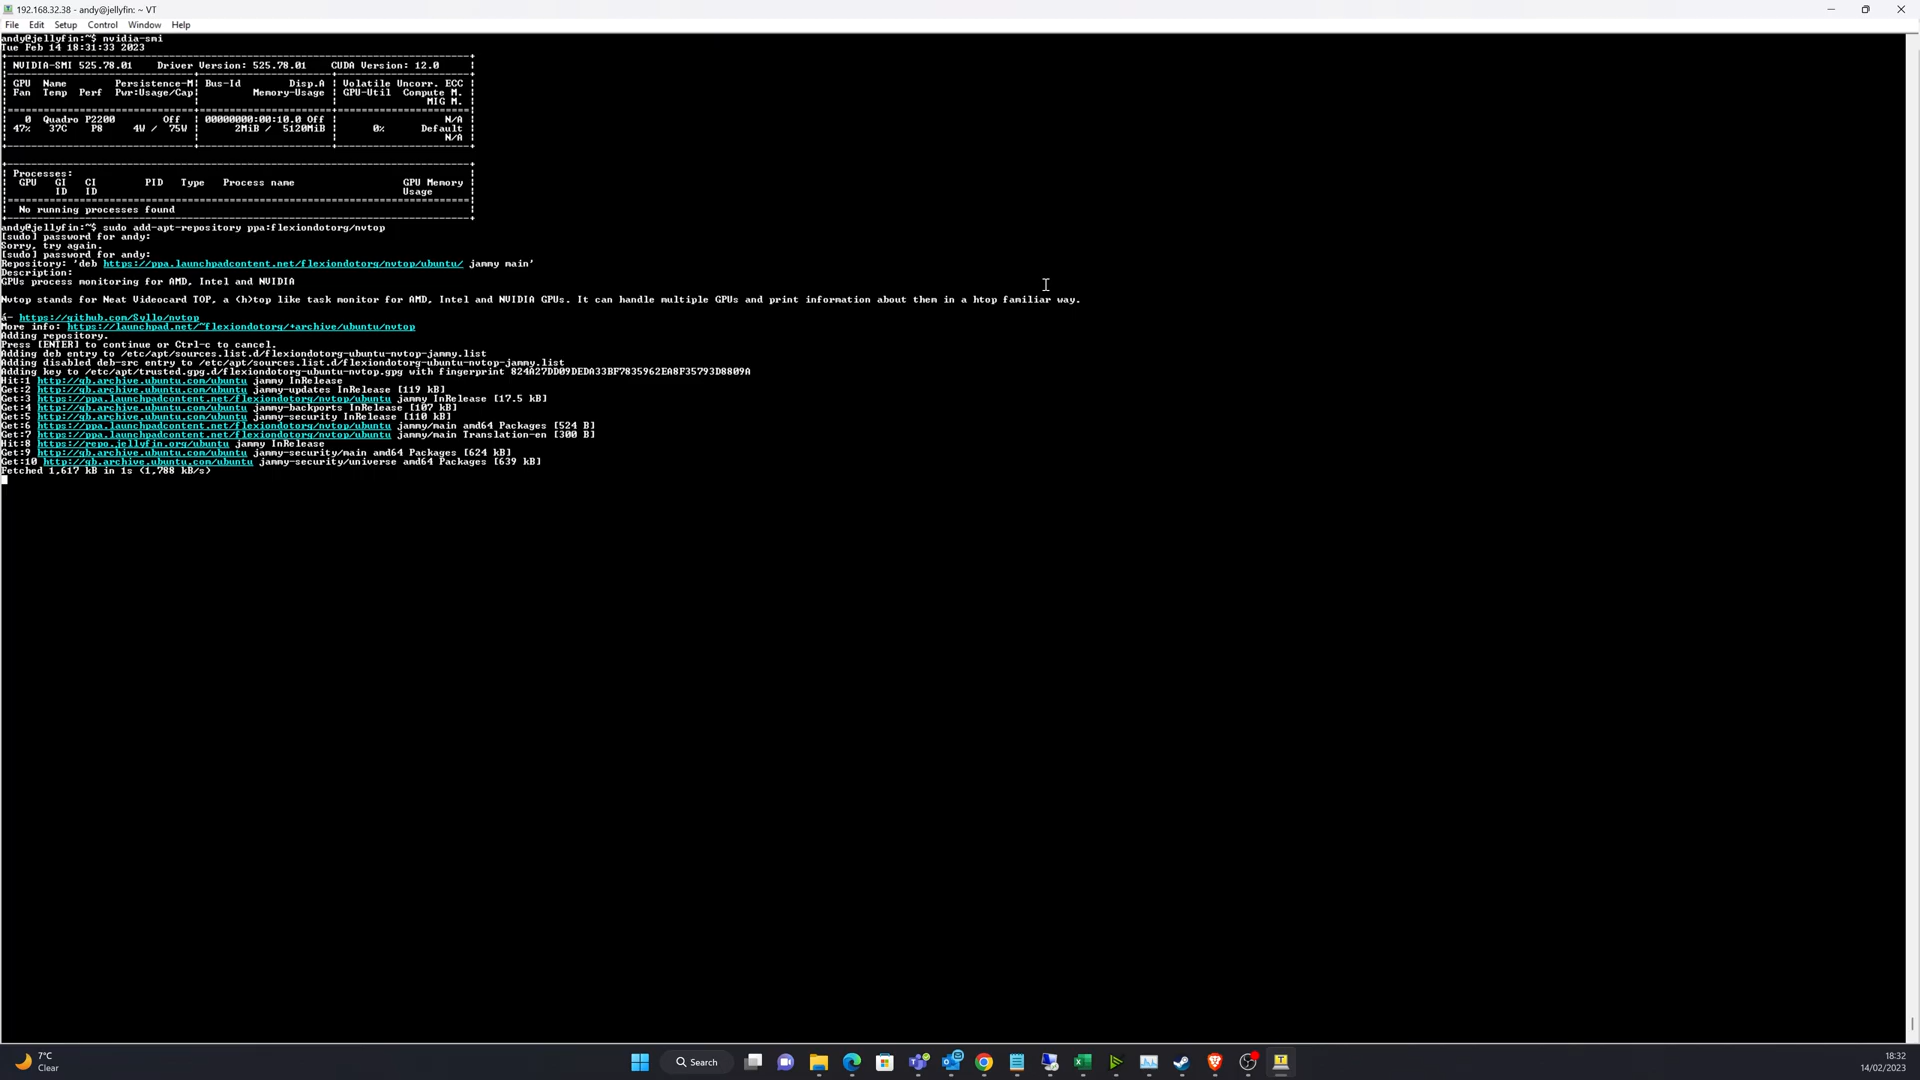 192.168.32.38 - andy@jellyfin: ~ VT
File Edit Setup Control Window Help
andy@jellyfin:~$ nvidia-smi
Tue Feb 14 18:31:33 2023
NVIDIA-SMI 525.78.01 Driver Version: 525.78.01 CUDA Version: 12.0
GPU Name Persistence-M| Bus-Id Disp.A | Volatile Uncorr. ECC
Fan Temp Perf Pwr:Usage/Cap| Memory-Usage | GPU-Util Compute M.
MIG M.
0 Quadro P2200 Off | 00000000:00:10.0 Off | N/A
47% 37C P8 4W / 75W | 2MiB / 5120MiB | 0% Default
N/A
Processes:
GPU GI CI PID Type Process name GPU Memory
ID ID Usage
No running processes found
andy@jellyfin:~$ sudo add-apt-repository ppa:flexiondotorg/nvtop
[sudo] password for andy:
Sorry, try again.
[sudo] password for andy:
Repository: 'deb https://ppa.launchpadcontent.net/flexiondotorg/nvtop/ubuntu/ jammy main'
Description:
GPUs process monitoring for AMD, Intel and NVIDIA
Nvtop stands for Neat Videocard TOP, a (h)top like task monitor for AMD, Intel and NVIDIA GPUs. It can handle multiple GPUs and print information about them in a htop familiar way.
á- https://github.com/Syllo/nvtop
More info: https://launchpad.net/~flexiondotorg/+archive/ubuntu/nvtop
Adding repository.
Press [ENTER] to continue or Ctrl-c to cancel.
Adding deb entry to /etc/apt/sources.list.d/flexiondotorg-ubuntu-nvtop-jammy.list
Adding disabled deb-src entry to /etc/apt/sources.list.d/flexiondotorg-ubuntu-nvtop-jammy.list
Adding key to /etc/apt/trusted.gpg.d/flexiondotorg-ubuntu-nvtop.gpg with fingerprint 824A27DD09DEDA33BF7835962EA8F35793D8809A
Hit:1 http://gb.archive.ubuntu.com/ubuntu jammy InRelease
Get:2 http://gb.archive.ubuntu.com/ubuntu jammy-updates InRelease [119 kB]
Get:3 https://ppa.launchpadcontent.net/flexiondotorg/nvtop/ubuntu jammy InRelease [17.5 kB]
Get:4 http://gb.archive.ubuntu.com/ubuntu jammy-backports InRelease [107 kB]
Get:5 http://gb.archive.ubuntu.com/ubuntu jammy-security InRelease [110 kB]
Get:6 https://ppa.launchpadcontent.net/flexiondotorg/nvtop/ubuntu jammy/main amd64 Packages [524 B]
Get:7 https://ppa.launchpadcontent.net/flexiondotorg/nvtop/ubuntu jammy/main Translation-en [300 B]
Hit:8 https://repo.jellyfin.org/ubuntu jammy InRelease
Get:9 http://gb.archive.ubuntu.com/ubuntu jammy-security/main amd64 Packages [624 kB]
Get:10 http://gb.archive.ubuntu.com/ubuntu jammy-security/universe amd64 Packages [639 kB]
Fetched 1,617 kB in 1s (1,788 kB/s)
7°C
Clear
Search
18:32
14/02/2023